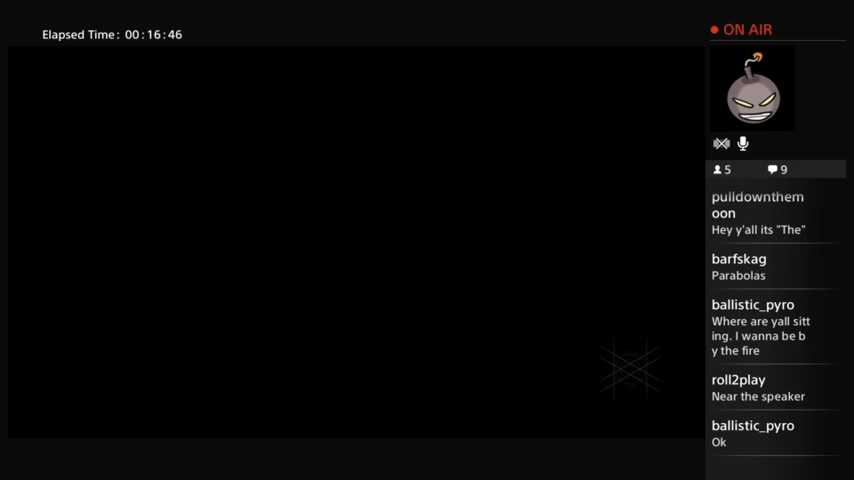 Elapsed Time: 00:16:46
ON AIR
5 9
pulldownthem
oon
Hey y'all its "The"
barfskag
Parabolas
ballistic_pyro
Where are yall sitt
ing. I wanna be b
y the fire
roll2play
Near the speaker
ballistic_pyro
Ok